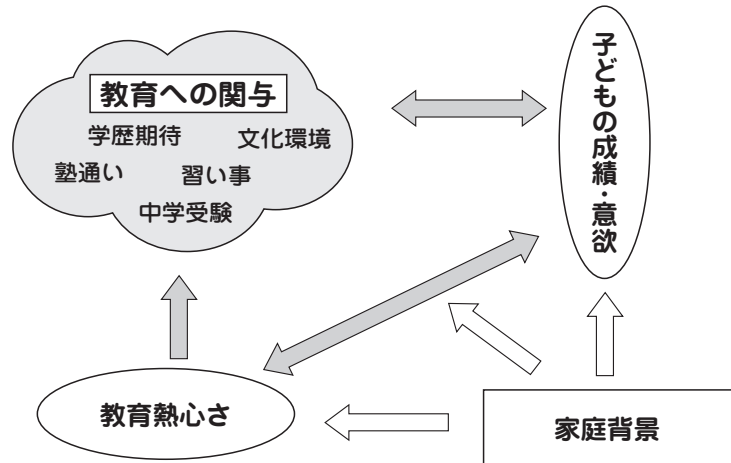 教育への関与
学歴期待
文化環境
塾通い
習い事
中学受験
子どもの成績・意欲
教育熱心さ
家庭背景